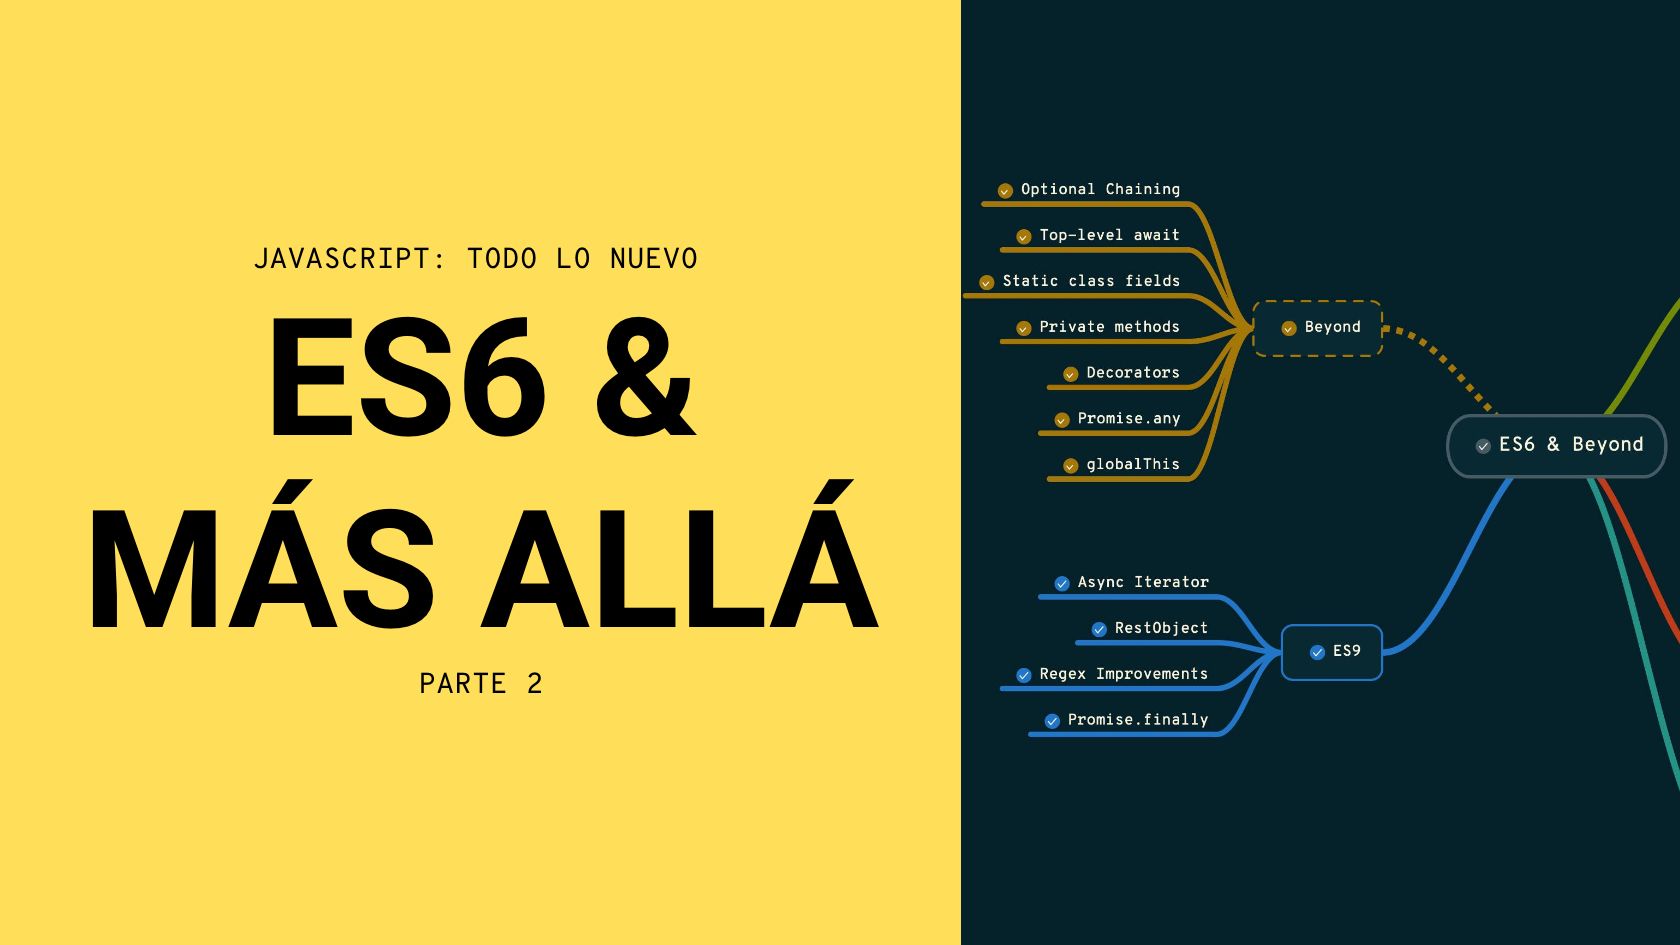 JAVASCRIPT: TODO LO NUEVO
ES6 &
MÁS ALLÁ
PARTE 2
Optional Chaining
Top-level await
Static class fields
Private methods
Decorators
Promise.any
globalThis
Beyond
ES6 & Beyond
Async Iterator
RestObject
Regex Improvements
Promise.finally
ES9